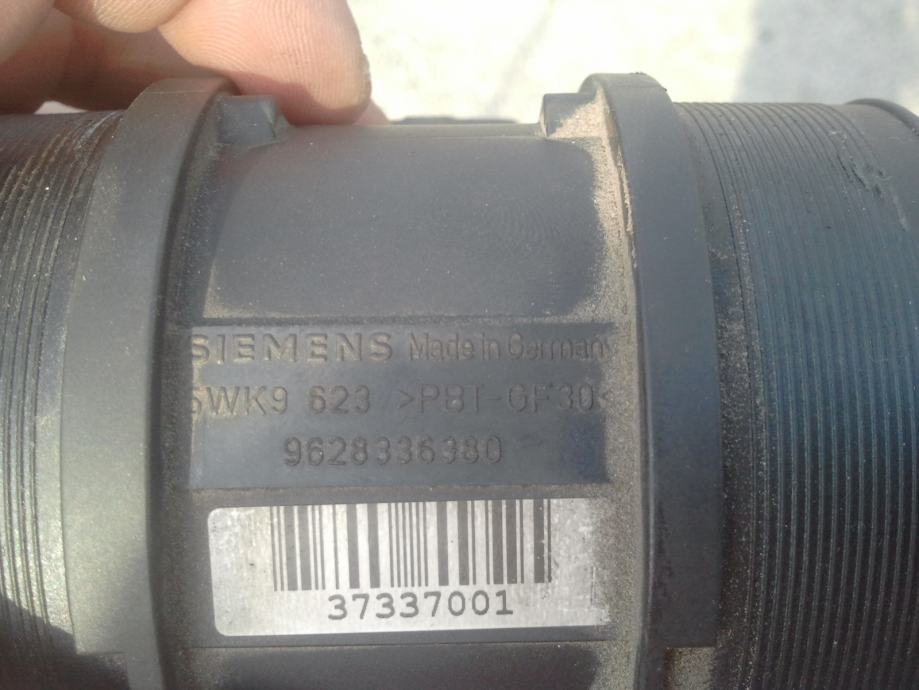 SIEMENS Made in Germany
5WK9 623 >PBT-GF30<
9628336380
37337001